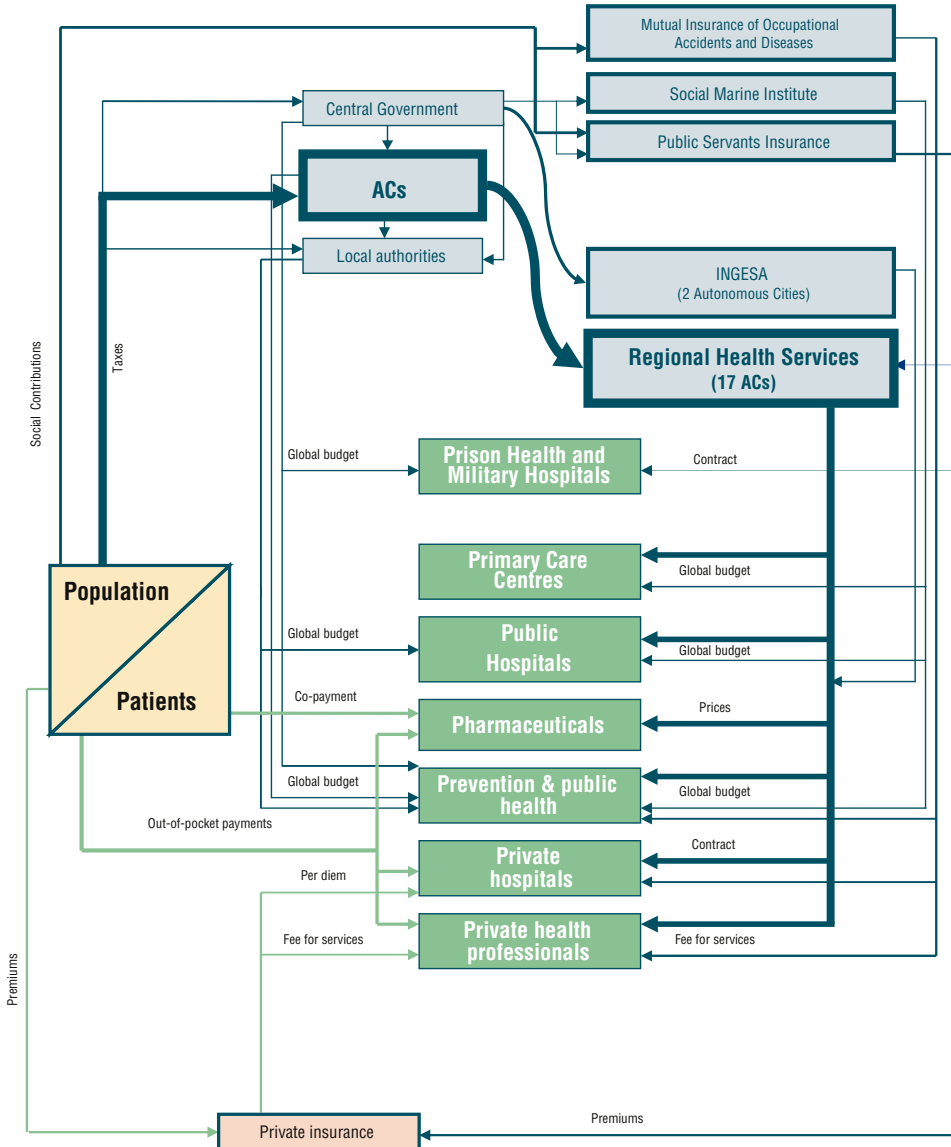 Mutual Insurance of Occupational
Accidents and Diseases
Social Marine Institute
Central Government
Public Servants Insurance
ACs
Local authorities
INGESA
(2 Autonomous Cities)
Social Contributions
Taxes
Regional Health Services
(17 ACs)
Global budget
Prison Health and
Military Hospitals
Contract
Primary Care
Centres
Global budget
Population
Patients
Global budget
Public
Hospitals
Global budget
Co-payment
Pharmaceuticals
Prices
Global budget
Prevention & public
health
Global budget
Out-of-pocket payments
Private
hospitals
Contract
Per diem
Fee for services
Private health
professionals
Fee for services
Premiums
Private insurance
Premiums